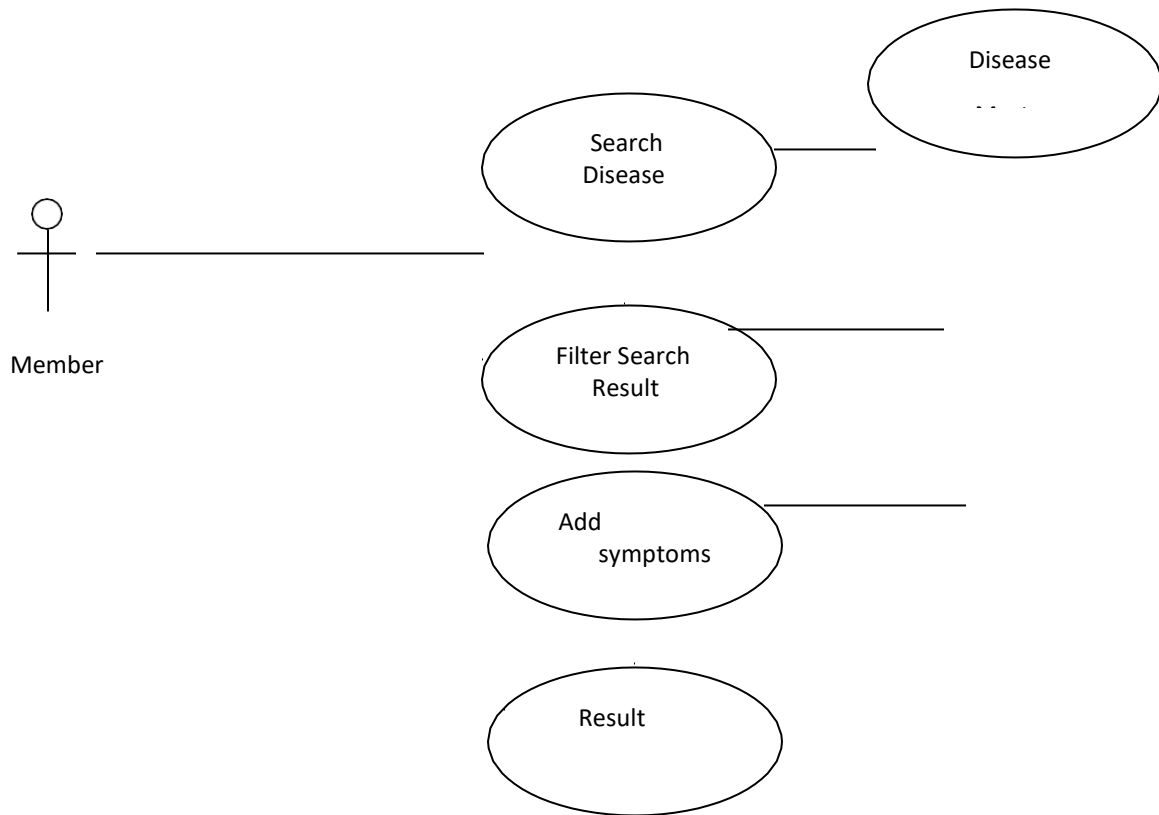 Disease
Search
Disease
Member
Filter Search
Result
Add
symptoms
Result